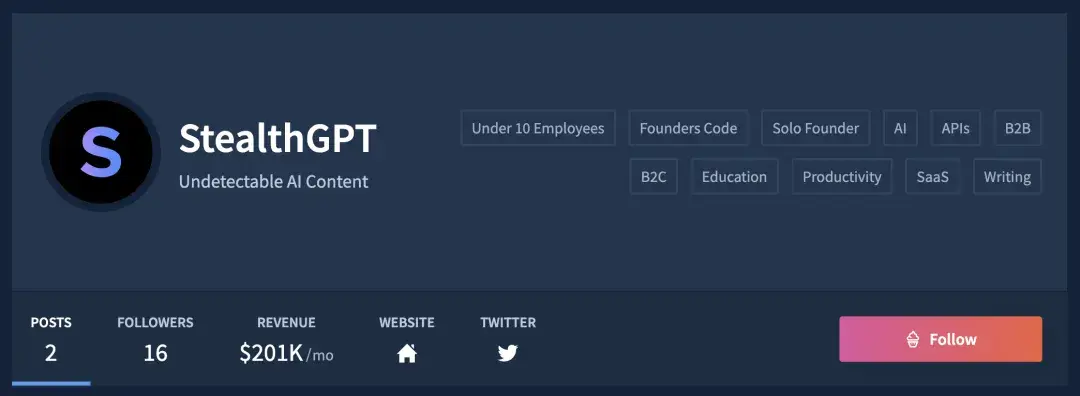 S
StealthGPT
Undetectable AI Content
Under 10 Employees Founders Code Solo Founder AI APIs B2B
B2C Education Productivity SaaS Writing
POSTS FOLLOWERS REVENUE WEBSITE TWITTER
2 16 $201K/mo
Follow